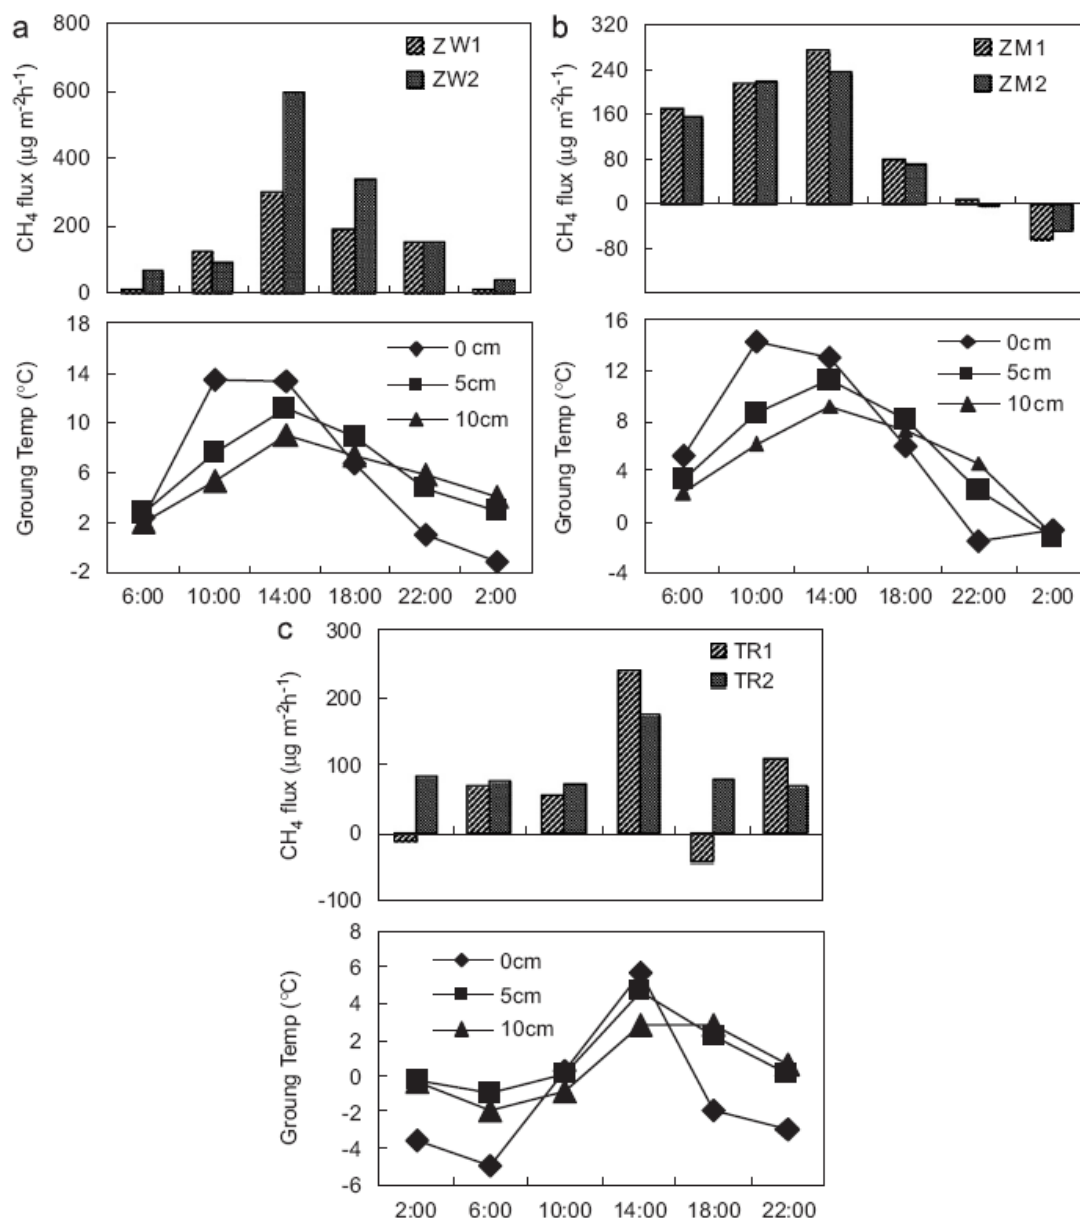 a
800
600
400
200
0
CH4 flux (μg m-2h-1)
ZW1
ZW2
18
14
10
6
2
-2
Groung Temp (°C)
0 cm
5cm
10cm
6:00 10:00 14:00 18:00 22:00 2:00
b
320
240
160
80
0
-80
CH4 flux (μg m-2h-1)
ZM1
ZM2
16
12
8
4
0
-4
Groung Temp (°C)
0cm
5cm
10cm
6:00 10:00 14:00 18:00 22:00 2:00
c
300
200
100
0
-100
CH4 flux (μg m-2h-1)
TR1
TR2
8
6
4
2
0
-2
-4
-6
Groung Temp (°C)
0cm
5cm
10cm
2:00 6:00 10:00 14:00 18:00 22:00